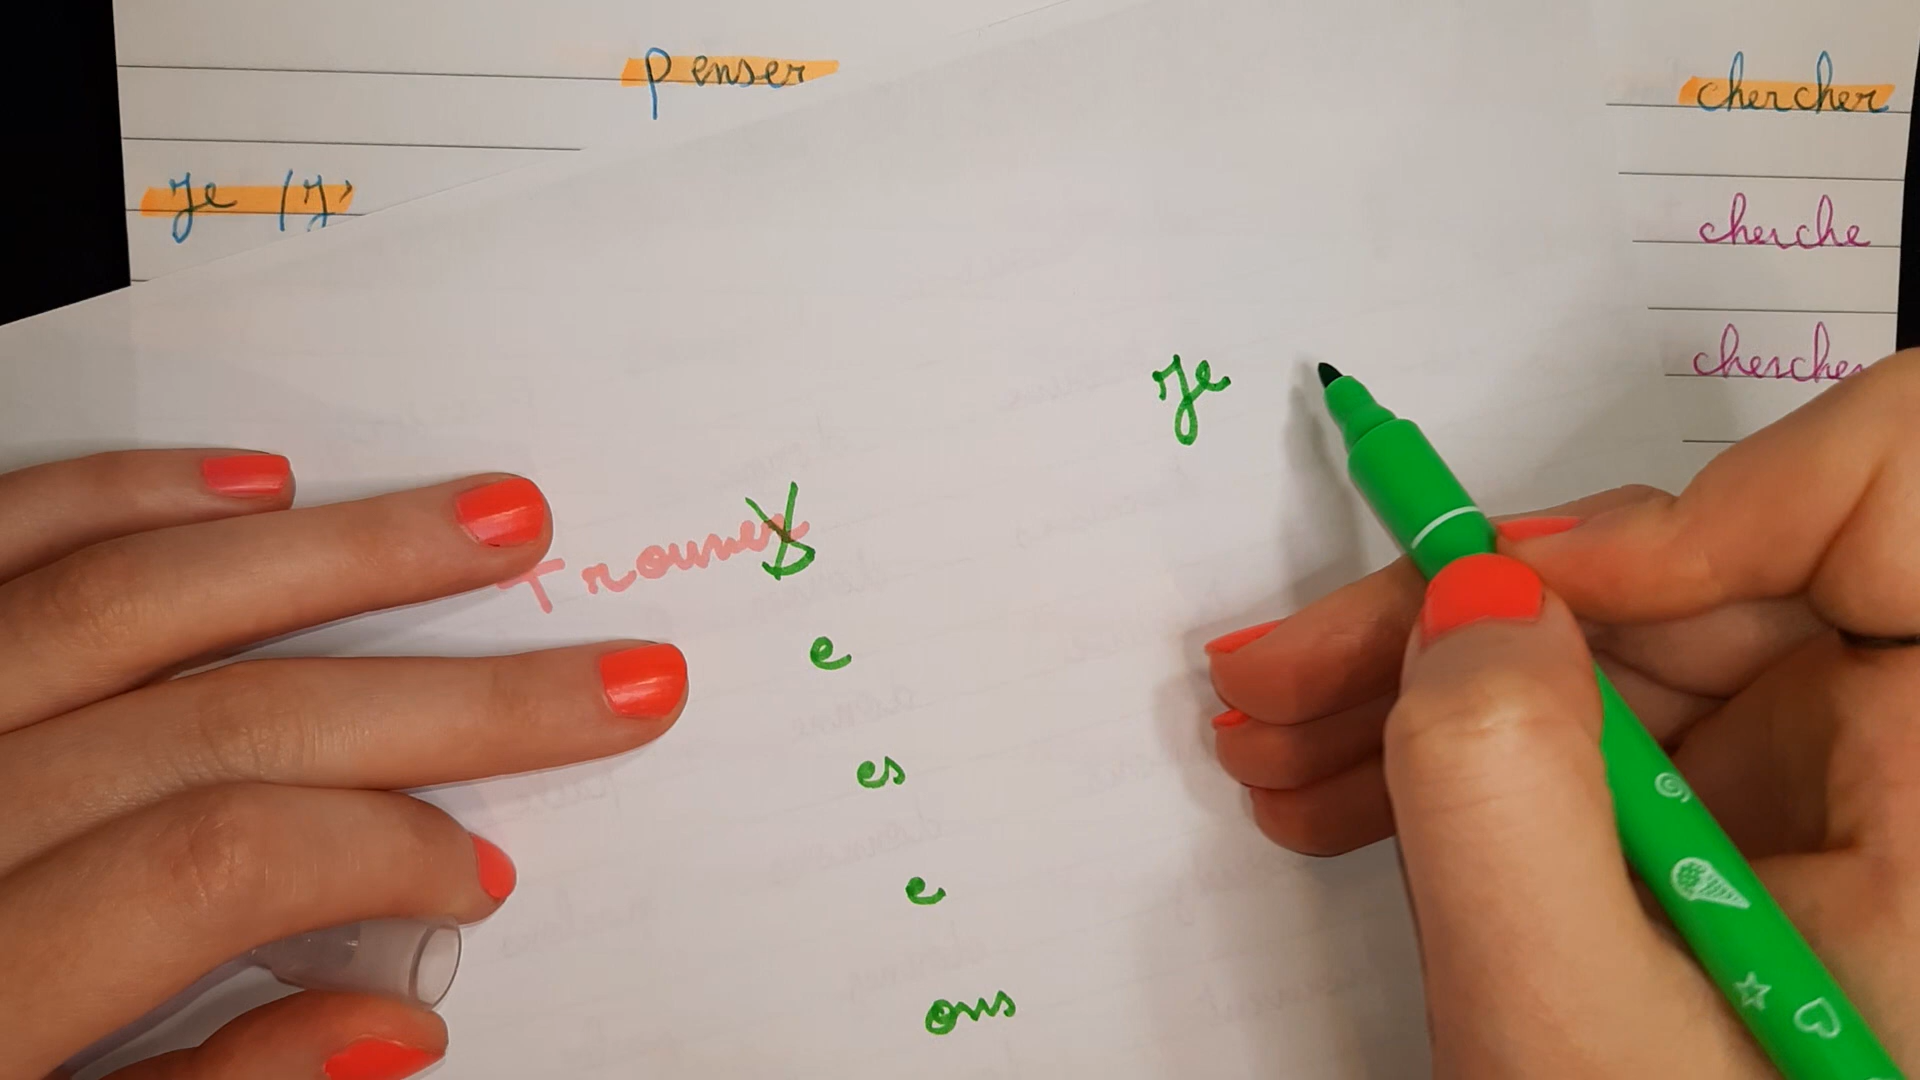 penser
chercher
je (j'
cherche
cherches
je
Trouver
e
es
e
ons